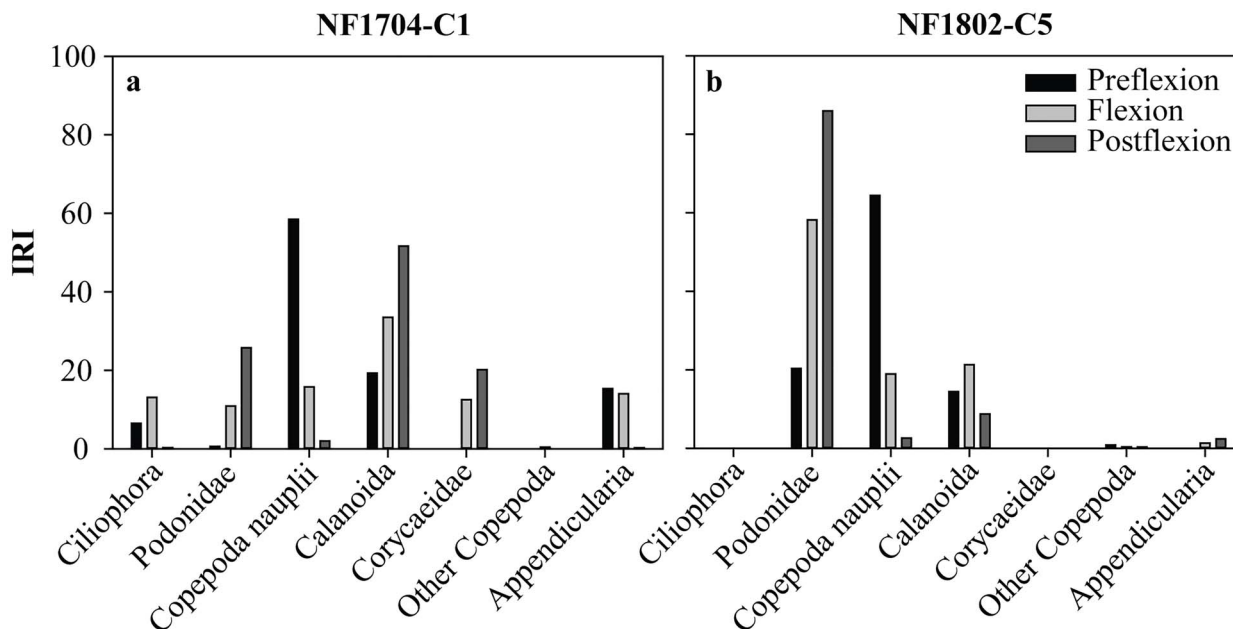 NF1704-C1
NF1802-C5
a
b
Preflexion
Flexion
Postflexion
IRI
100
80
60
40
20
0
Ciliophora
Podonidae
Copepoda nauplii
Calanoida
Corycaeidae
Other Copepoda
Appendicularia
Ciliophora
Podonidae
Copepoda nauplii
Calanoida
Corycaeidae
Other Copepoda
Appendicularia